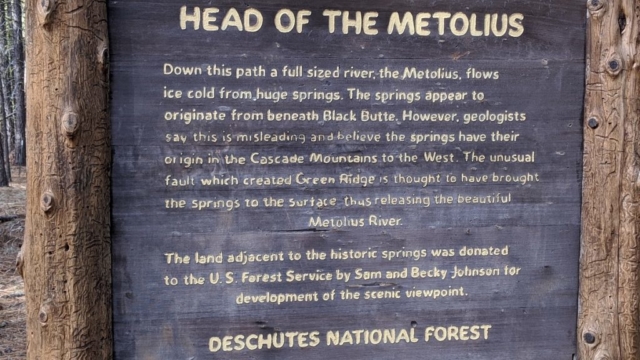 HEAD OF THE METOLIUS
Down this path a full sized river, the Metolius, flows
ice cold from huge springs. The springs appear to
originate from beneath Black Butte. However, geologists
say this is misleading and believe the springs have their
origin in the Cascade Mountains to the West. The unusual
fault which created Green Ridge is thought to have brought
the springs to the surface thus releasing the beautiful
Metolius River.
The land adjacent to the historic springs was donated
to the U.S. Forest Service by Sam and Becky Johnson for
development of the scenic viewpoint.
DESCHUTES NATIONAL FOREST